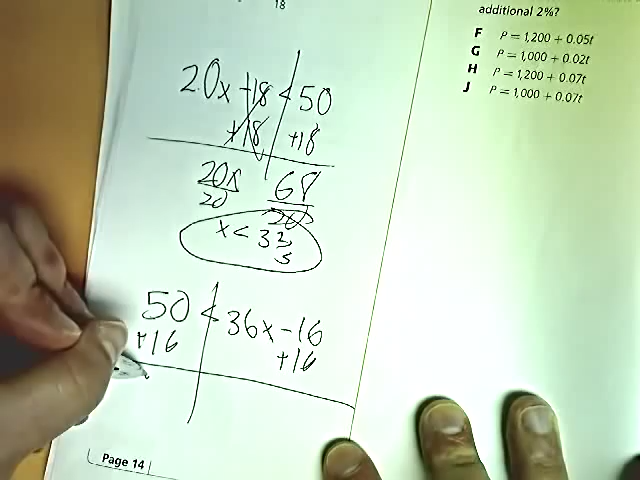 18
20x - 18 < 50
+18 +18
20x 68
20 20
x < 3 2/5
50 < 36x - 16
+16 +16
Page 14
additional 2%?
F P = 1,200 + 0.05t
G P = 1,000 + 0.02t
H P = 1,200 + 0.07t
J P = 1,000 + 0.07t